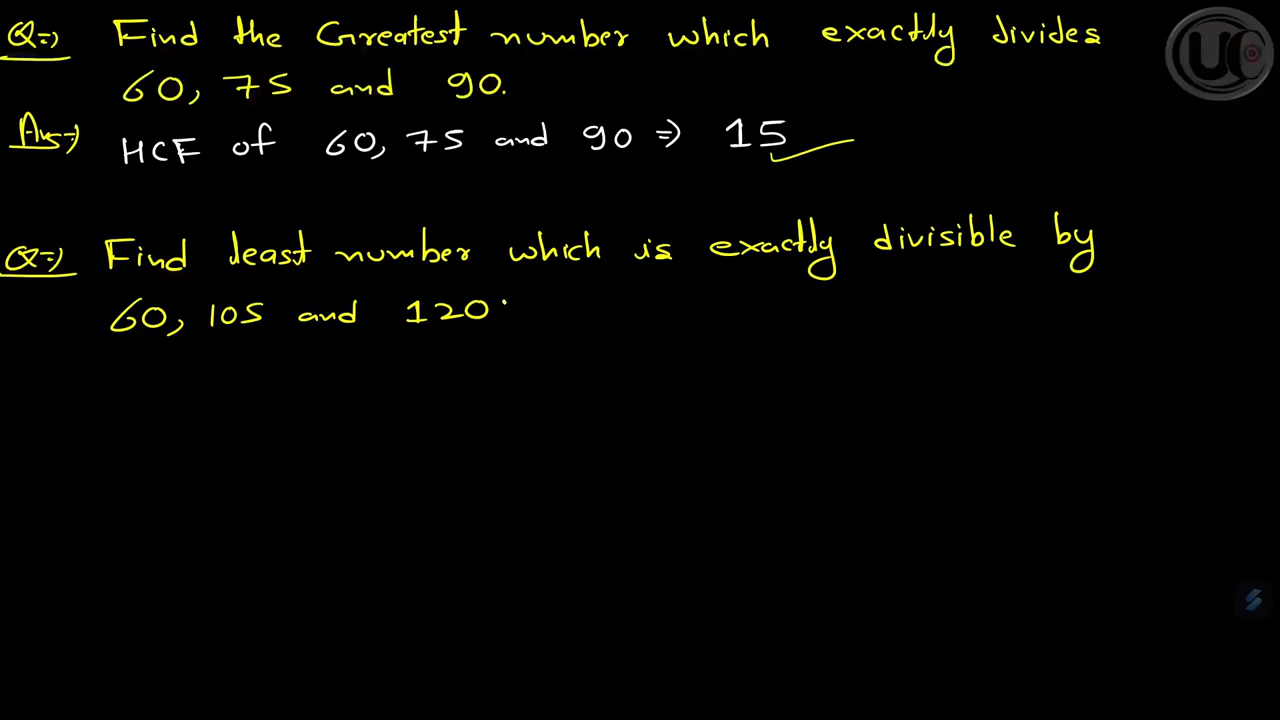 Q⇒ Find the Greatest number which exactly divides
60, 75 and 90.
Ans⇒ HCF of 60, 75 and 90 ⇒ 15
Q⇒ Find least number which is exactly divisible by
60, 105 and 120.
UC